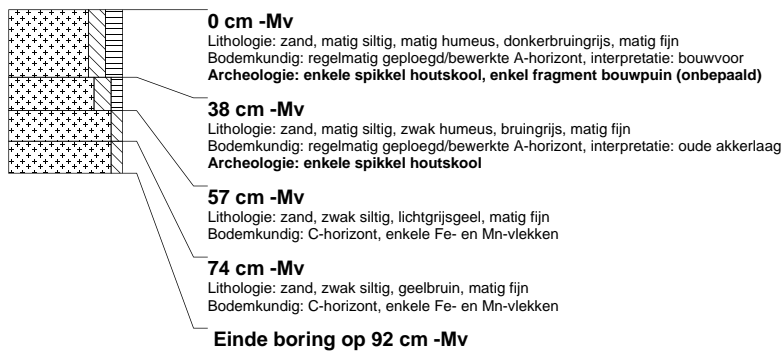 0 cm -Mv
Lithologie: zand, matig siltig, matig humeus, donkerbruingrijs, matig fijn
Bodemkundig: regelmatig geploegd/bewerkte A-horizont, interpretatie: bouwvoor
Archeologie: enkele spikkel houtskool, enkel fragment bouwpuin (onbepaald)
38 cm -Mv
Lithologie: zand, matig siltig, zwak humeus, bruingrijs, matig fijn
Bodemkundig: regelmatig geploegd/bewerkte A-horizont, interpretatie: oude akkerlaag
Archeologie: enkele spikkel houtskool
57 cm -Mv
Lithologie: zand, zwak siltig, lichtgrijsgeel, matig fijn
Bodemkundig: C-horizont, enkele Fe- en Mn-vlekken
74 cm -Mv
Lithologie: zand, zwak siltig, geelbruin, matig fijn
Bodemkundig: C-horizont, enkele Fe- en Mn-vlekken
Einde boring op 92 cm -Mv